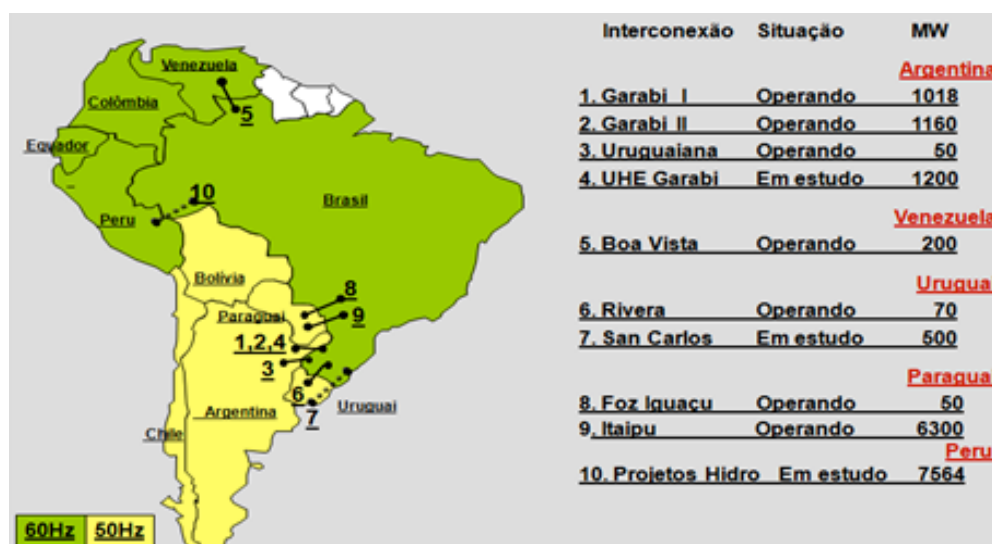 Interconexão Situação MW
Argentina
1. Garabi I Operando 1018
2. Garabi II Operando 1160
3. Uruguaiana Operando 50
4. UHE Garabi Em estudo 1200
Venezuela
5. Boa Vista Operando 200
Uruguai
6. Rivera Operando 70
7. San Carlos Em estudo 500
Paraguai
8. Foz Iguaçu Operando 50
9. Itaipu Operando 6300
Peru
10. Projetos Hidro Em estudo 7564
Venezuela
Colômbia
5
Equador
10
Brasil
Peru
Bolívia
8
Paraguai
9
1,2,4
3
6
7
Uruguai
Argentina
Chile
60Hz 50Hz